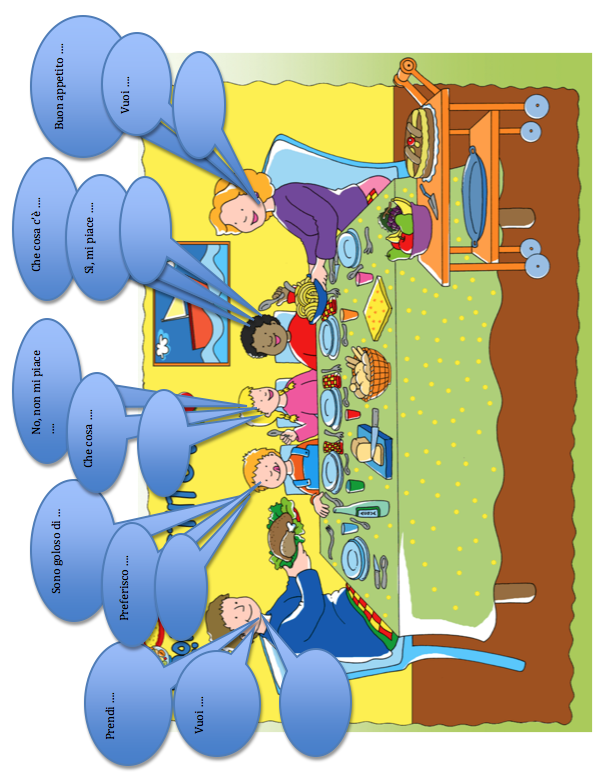 Prendi ....
Vuoi ....
Sono goloso di ...
Preferisco ....
No, non mi piace
....
Che cosa ....
Che cosa c'è ....
Sì, mi piace ....
Buon appetito ....
Vuoi ....